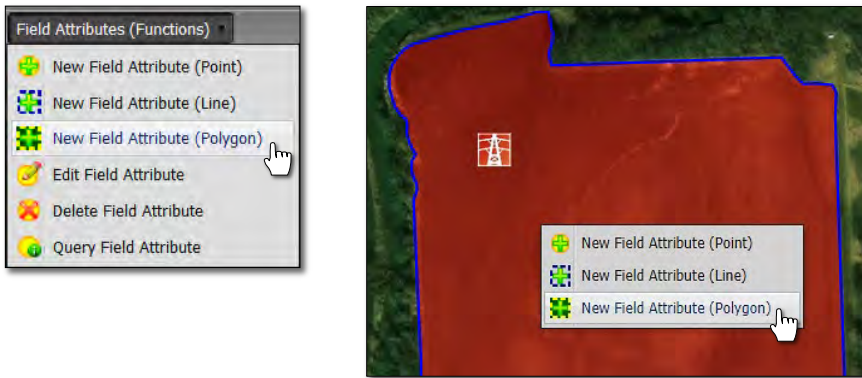 Field Attributes (Functions)
New Field Attribute (Point)
New Field Attribute (Line)
New Field Attribute (Polygon)
Edit Field Attribute
Delete Field Attribute
Query Field Attribute
New Field Attribute (Point)
New Field Attribute (Line)
New Field Attribute (Polygon)